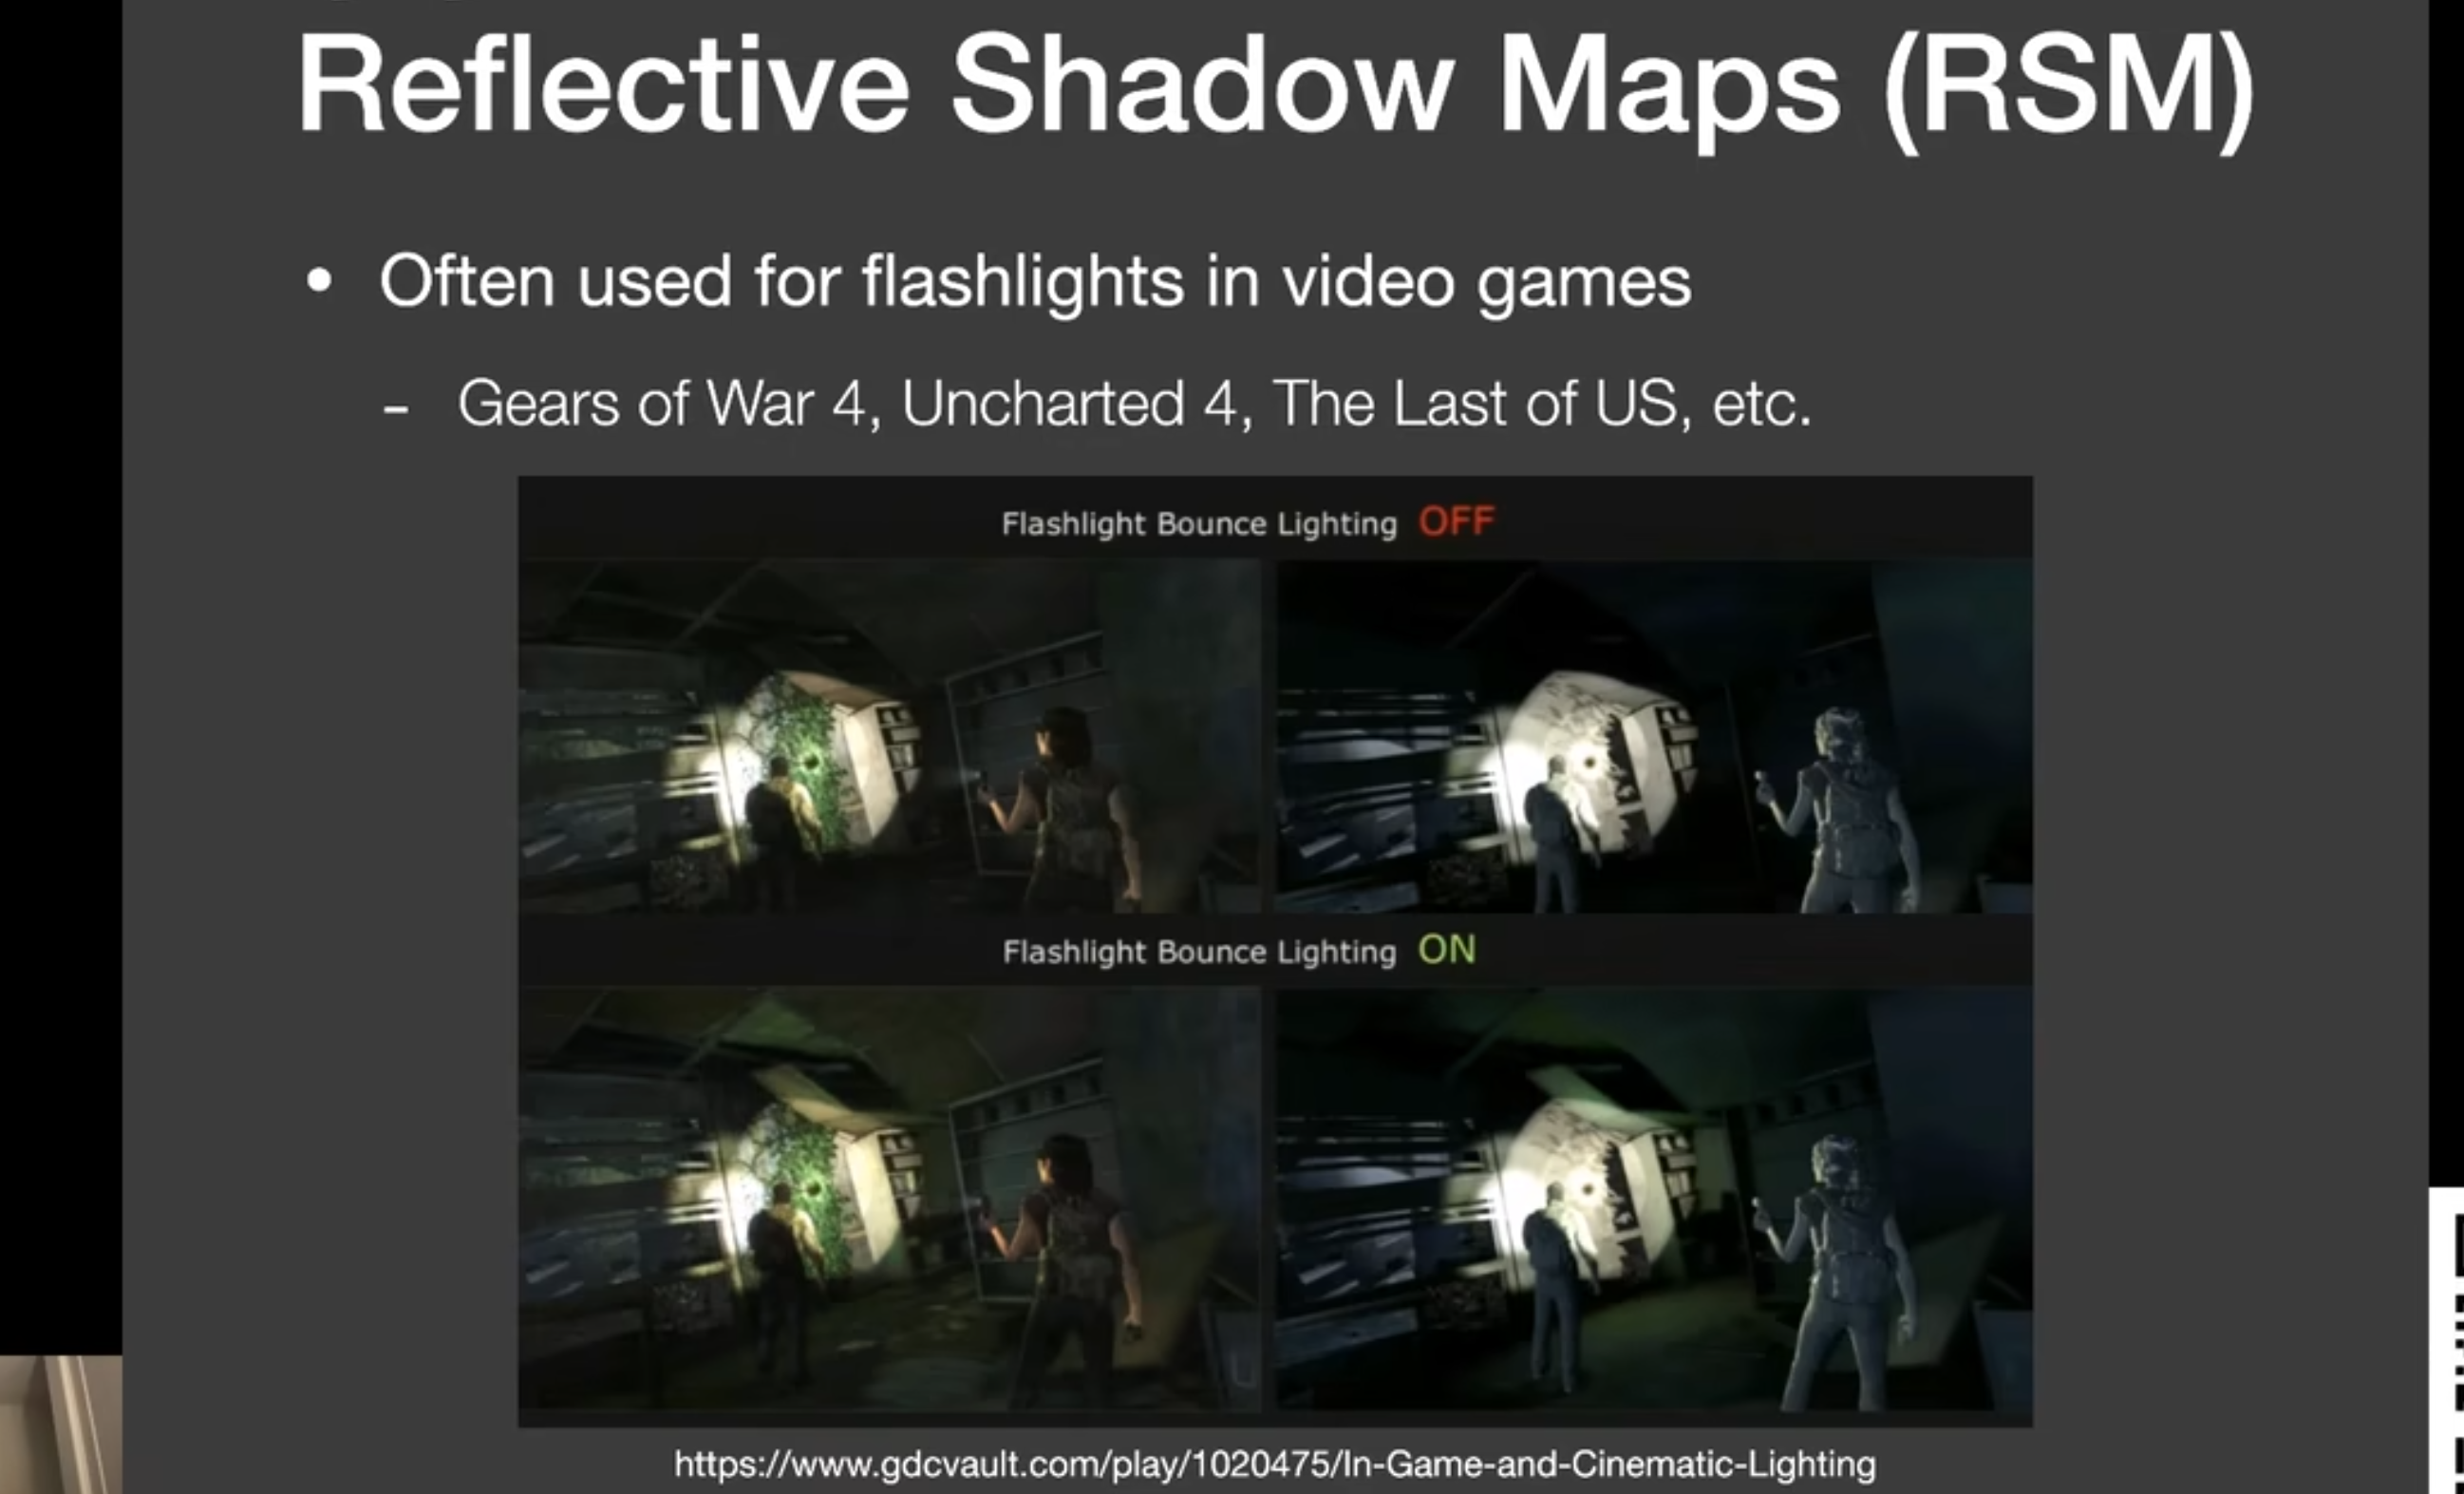 Reflective Shadow Maps (RSM)
• Often used for flashlights in video games
- Gears of War 4, Uncharted 4, The Last of US, etc.
Flashlight Bounce Lighting OFF
Flashlight Bounce Lighting ON
https://www.gdcvault.com/play/1020475/In-Game-and-Cinematic-Lighting